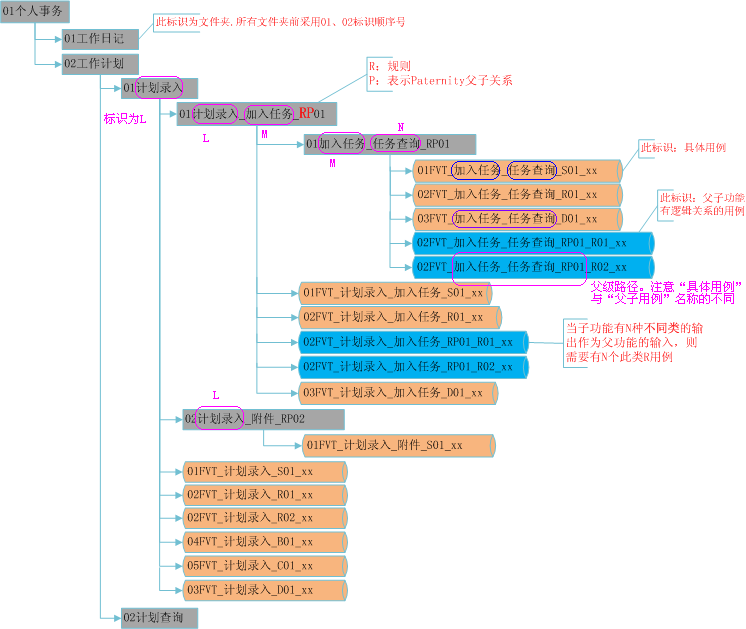 01个人事务
此标识为文件夹.所有文件夹前采用01、02标识顺序号
01工作日记
02工作计划
R：规则
P：表示Paternity父子关系
01计划录入
标识为L
01计划录入_加入任务_RP01
L
M
N
01加入任务_任务查询_RP01
M
此标识：具体用例
01FVT_加入任务_任务查询_S01_xx
02FVT_加入任务_任务查询_R01_xx
此标识：父子功能
有逻辑关系的用例
03FVT_加入任务_任务查询_D01_xx
02FVT_加入任务_任务查询_RP01_R01_xx
02FVT_加入任务_任务查询_RP01_R02_xx
父级路径。注意“具体用例”
与“父子用例”名称的不同
01FVT_计划录入_加入任务_S01_xx
02FVT_计划录入_加入任务_R01_xx
02FVT_计划录入_加入任务_RP01_R01_xx
当子功能有N种不同类的输
出作为父功能的输入，则
需要有N个此类R用例
02FVT_计划录入_加入任务_RP01_R02_xx
03FVT_计划录入_加入任务_D01_xx
L
02计划录入_附件_RP02
01FVT_计划录入_附件_S01_xx
01FVT_计划录入_S01_xx
02FVT_计划录入_R01_xx
02FVT_计划录入_R02_xx
04FVT_计划录入_B01_xx
05FVT_计划录入_C01_xx
03FVT_计划录入_D01_xx
02计划查询